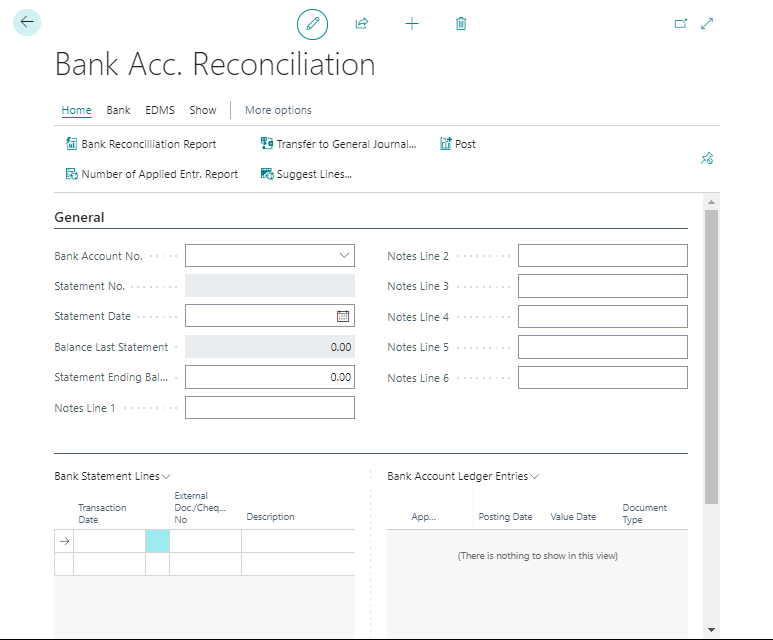 Bank Acc. Reconciliation
Home Bank EDMS Show More options
Bank Reconcilliation Report Transfer to General Journal... Post
Number of Applied Entr. Report Suggest Lines...
General
Bank Account No. Notes Line 2
Statement No. Notes Line 3
Statement Date Notes Line 4
Balance Last Statement 0.00 Notes Line 5
Statement Ending Bal... 0.00 Notes Line 6
Notes Line 1
Bank Statement Lines Bank Account Ledger Entries
Transaction Date External Doc./Cheq... No Description App... Posting Date Value Date Document Type
(There is nothing to show in this view)